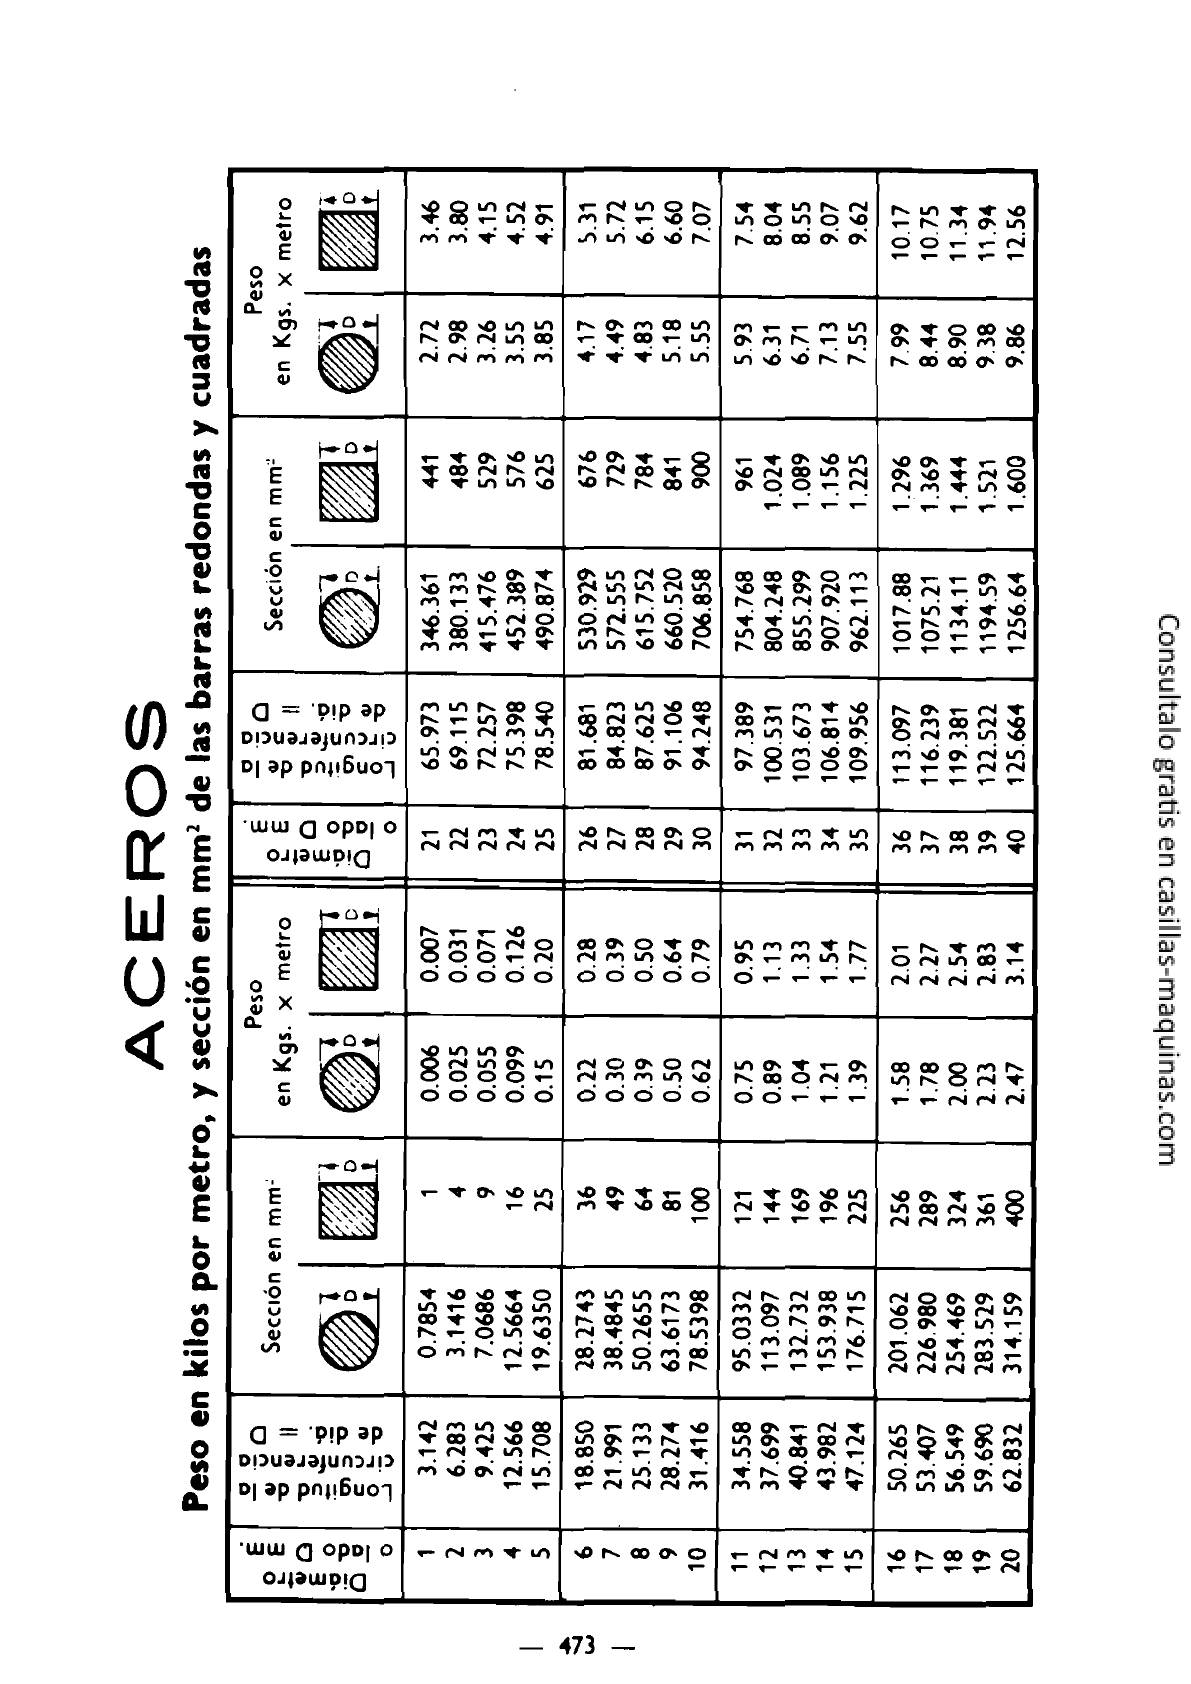 ACEROS
Peso en kilos por metro, y sección en mm² de las barras redondas y cuadradas
Diámetro o lado D mm. | Longitud de la circunferencia de diá. = D | Sección en mm² | Peso en Kgs. x metro | Diámetro o lado D mm. | Longitud de la circunferencia de diá. = D | Sección en mm² | Peso en Kgs. x metro
D D D D D D D D
1 3.142 0.7854 1 0.006 0.007 21 65.973 346.361 441 2.72 3.46
2 6.283 3.1416 4 0.025 0.031 22 69.115 380.133 484 2.98 3.80
3 9.425 7.0686 9 0.055 0.071 23 72.257 415.476 529 3.26 4.15
4 12.566 12.5664 16 0.099 0.126 24 75.398 452.389 576 3.55 4.52
5 15.708 19.6350 25 0.15 0.20 25 78.540 490.874 625 3.85 4.91
6 18.850 28.2743 36 0.22 0.28 26 81.681 530.929 676 4.17 5.31
7 21.991 38.4845 49 0.30 0.39 27 84.823 572.555 729 4.49 5.72
8 25.133 50.2655 64 0.39 0.50 28 87.625 615.752 784 4.83 6.15
9 28.274 63.6173 81 0.50 0.64 29 91.106 660.520 841 5.18 6.60
10 31.416 78.5398 100 0.62 0.79 30 94.248 706.858 900 5.55 7.07
11 34.558 95.0332 121 0.75 0.95 31 97.389 754.768 961 5.93 7.54
12 37.699 113.097 144 0.89 1.13 32 100.531 804.248 1.024 6.31 8.04
13 40.841 132.732 169 1.04 1.33 33 103.673 855.299 1.089 6.71 8.55
14 43.982 153.938 196 1.21 1.54 34 106.814 907.920 1.156 7.13 9.07
15 47.124 176.715 225 1.39 1.77 35 109.956 962.113 1.225 7.55 9.62
16 50.265 201.062 256 1.58 2.01 36 113.097 1017.88 1.296 7.99 10.17
17 53.407 226.980 289 1.78 2.27 37 116.239 1075.21 1.369 8.44 10.75
18 56.549 254.469 324 2.00 2.54 38 119.381 1134.11 1.444 8.90 11.34
19 59.690 283.529 361 2.23 2.83 39 122.522 1194.59 1.521 9.38 11.94
20 62.832 314.159 400 2.47 3.14 40 125.664 1256.64 1.600 9.86 12.56
— 473 —
Consultalo gratis en casillas-maquinas.com